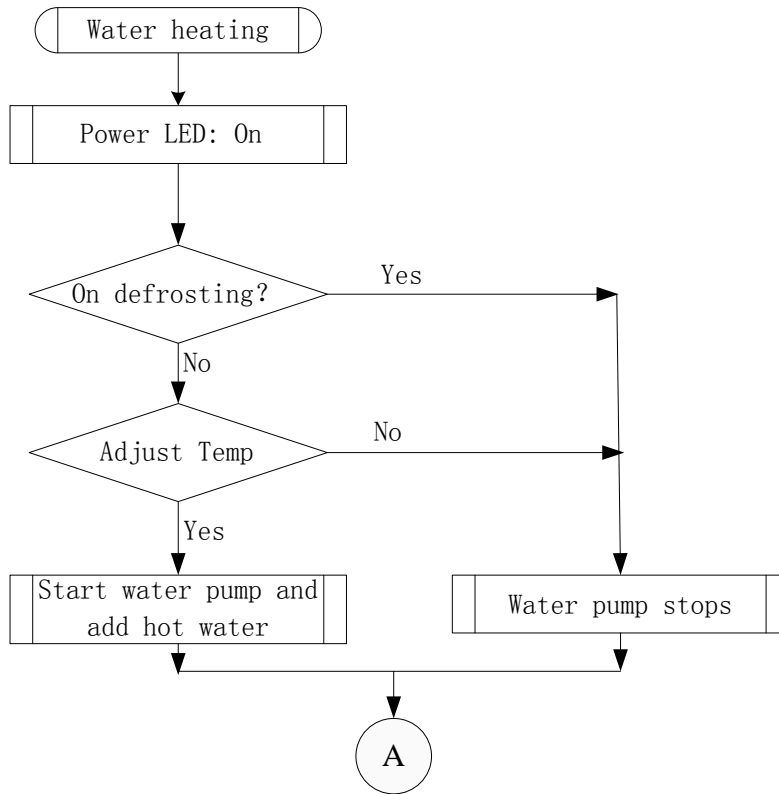 Water heating
Power LED: On
On defrosting?
Yes
No
Adjust Temp
No
Yes
Start water pump and
add hot water
Water pump stops
A